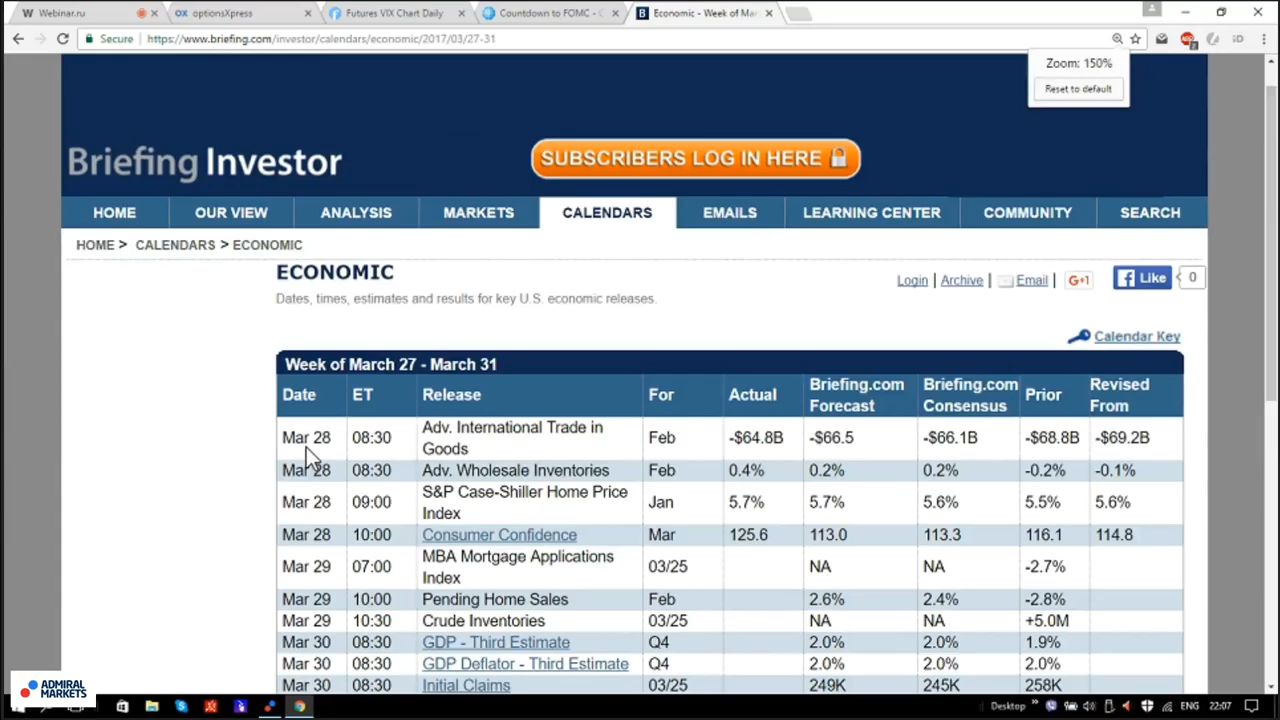 Webinar.ru
optionsXpress
Futures VIX Chart Daily
Countdown to FOMC -
Economic - Week of Mar
Secure https://www.briefing.com/investor/calendars/economic/2017/03/27-31
Zoom: 150%
Reset to default
Briefing Investor
SUBSCRIBERS LOG IN HERE
HOME OUR VIEW ANALYSIS MARKETS CALENDARS EMAILS LEARNING CENTER COMMUNITY SEARCH
HOME > CALENDARS > ECONOMIC
ECONOMIC
Login | Archive | Email | G+1 Like 0
Dates, times, estimates and results for key U.S. economic releases.
Calendar Key
Week of March 27 - March 31
Date ET Release For Actual Briefing.com Forecast Briefing.com Consensus Prior Revised From
Mar 28 08:30 Adv. International Trade in Goods Feb -$64.8B -$66.5 -$66.1B -$68.8B -$69.2B
Mar 28 08:30 Adv. Wholesale Inventories Feb 0.4% 0.2% 0.2% -0.2% -0.1%
Mar 28 09:00 S&P Case-Shiller Home Price Index Jan 5.7% 5.7% 5.6% 5.5% 5.6%
Mar 28 10:00 Consumer Confidence Mar 125.6 113.0 113.3 116.1 114.8
Mar 29 07:00 MBA Mortgage Applications Index 03/25 NA NA -2.7%
Mar 29 10:00 Pending Home Sales Feb 2.6% 2.4% -2.8%
Mar 29 10:30 Crude Inventories 03/25 NA NA +5.0M
Mar 30 08:30 GDP - Third Estimate Q4 2.0% 2.0% 1.9%
Mar 30 08:30 GDP Deflator - Third Estimate Q4 2.0% 2.0% 2.0%
Mar 30 08:30 Initial Claims 03/25 249K 245K 258K
ADMIRAL
MARKETS
Desktop ENG 22:07